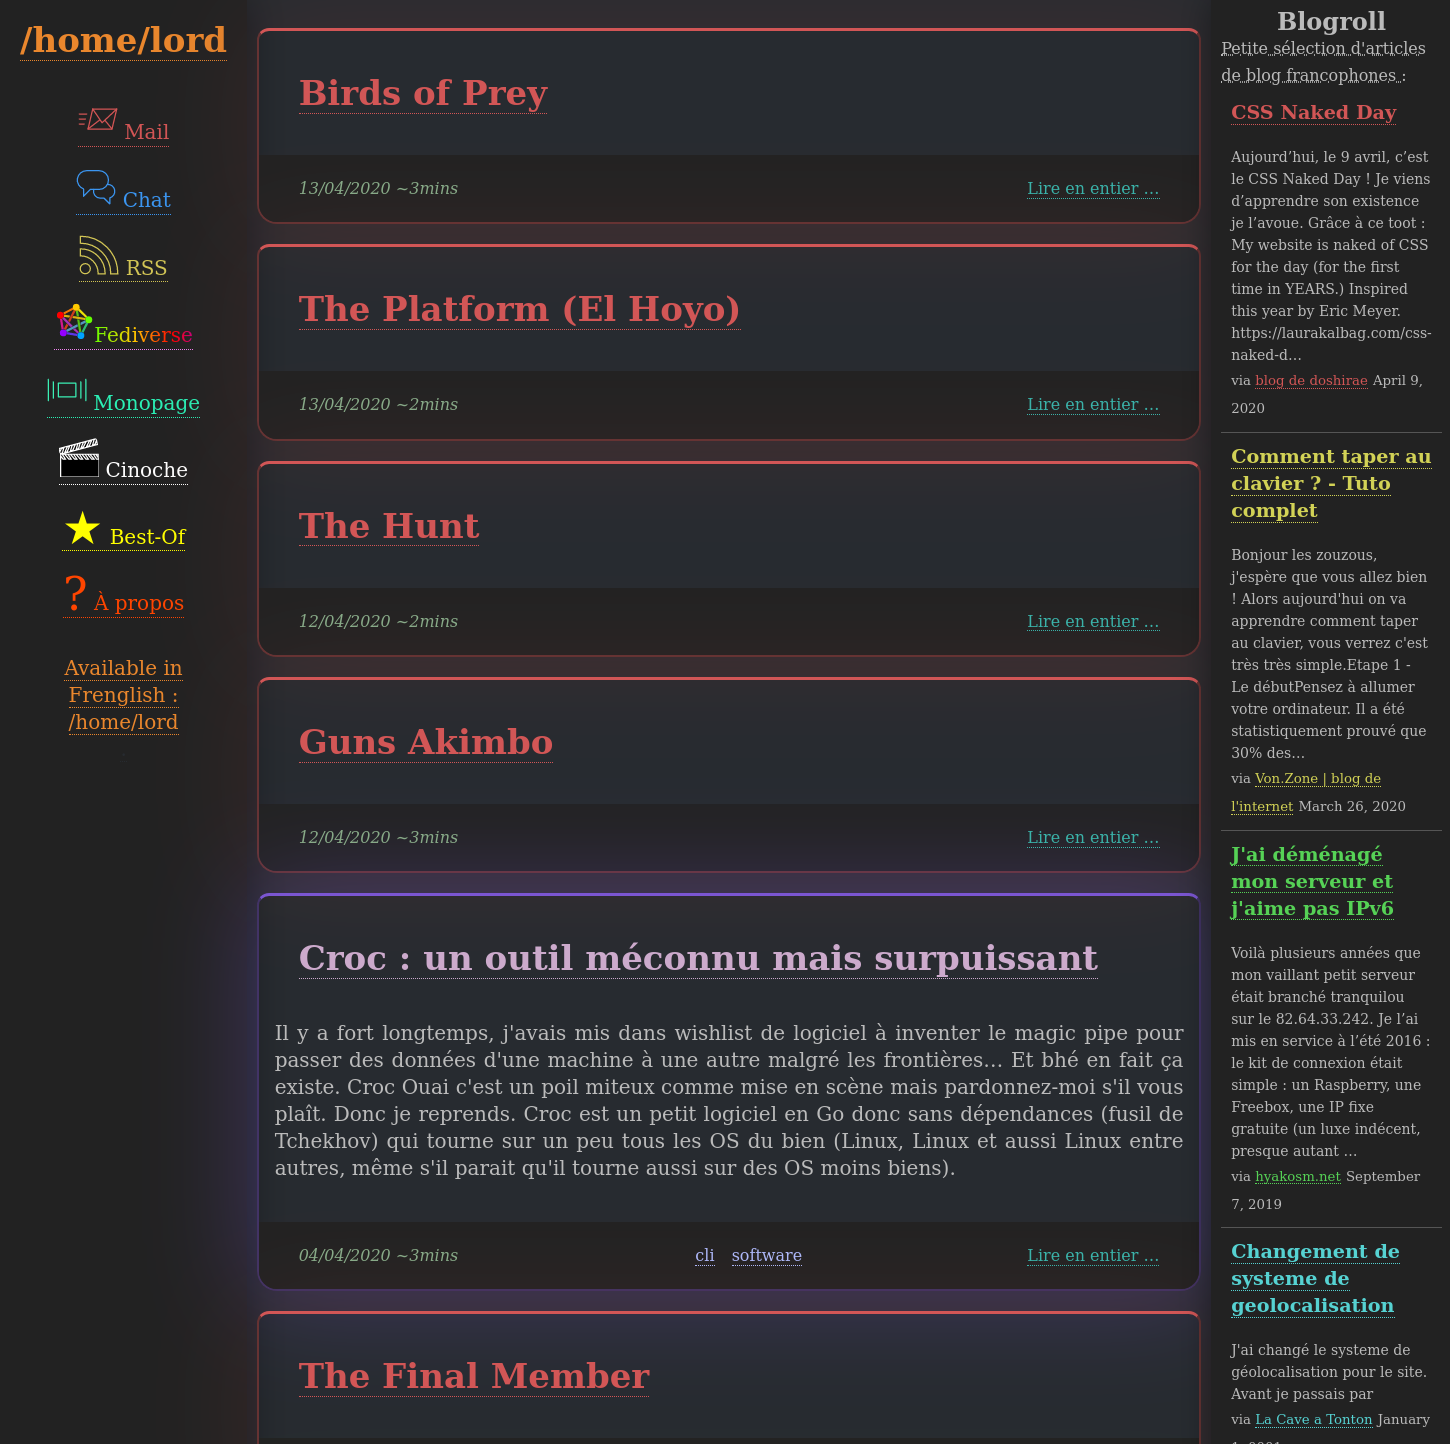 /home/lord
Mail
Chat
RSS
Fediverse
Monopage
Cinoche
Best-Of
? À propos
Available in
Frenglish :
/home/lord
Birds of Prey
13/04/2020 ~3mins
Lire en entier …
The Platform (El Hoyo)
13/04/2020 ~2mins
Lire en entier …
The Hunt
12/04/2020 ~2mins
Lire en entier …
Guns Akimbo
12/04/2020 ~3mins
Lire en entier …
Croc : un outil méconnu mais surpuissant
Il y a fort longtemps, j'avais mis dans wishlist de logiciel à inventer le magic pipe pour
passer des données d'une machine à une autre malgré les frontières… Et bhé en fait ça
existe. Croc Ouai c'est un poil miteux comme mise en scène mais pardonnez-moi s'il vous
plaît. Donc je reprends. Croc est un petit logiciel en Go donc sans dépendances (fusil de
Tchekhov) qui tourne sur un peu tous les OS du bien (Linux, Linux et aussi Linux entre
autres, même s'il parait qu'il tourne aussi sur des OS moins biens).
04/04/2020 ~3mins
cli software
Lire en entier …
The Final Member
Blogroll
Petite sélection d'articles
de blog francophones :
CSS Naked Day
Aujourd’hui, le 9 avril, c’est
le CSS Naked Day ! Je viens
d’apprendre son existence
je l’avoue. Grâce à ce toot :
My website is naked of CSS
for the day (for the first
time in YEARS.) Inspired
this year by Eric Meyer.
https://laurakalbag.com/css-
naked-d…
via blog de doshirae April 9,
2020
Comment taper au
clavier ? - Tuto
complet
Bonjour les zouzous,
j'espère que vous allez bien
! Alors aujourd'hui on va
apprendre comment taper
au clavier, vous verrez c'est
très très simple.Etape 1 -
Le débutPensez à allumer
votre ordinateur. Il a été
statistiquement prouvé que
30% des…
via Von.Zone | blog de
l'internet March 26, 2020
J'ai déménagé
mon serveur et
j'aime pas IPv6
Voilà plusieurs années que
mon vaillant petit serveur
était branché tranquilou
sur le 82.64.33.242. Je l’ai
mis en service à l’été 2016 :
le kit de connexion était
simple : un Raspberry, une
Freebox, une IP fixe
gratuite (un luxe indécent,
presque autant …
via hyakosm.net September
7, 2019
Changement de
systeme de
geolocalisation
J'ai changé le systeme de
géolocalisation pour le site.
Avant je passais par
via La Cave a Tonton January